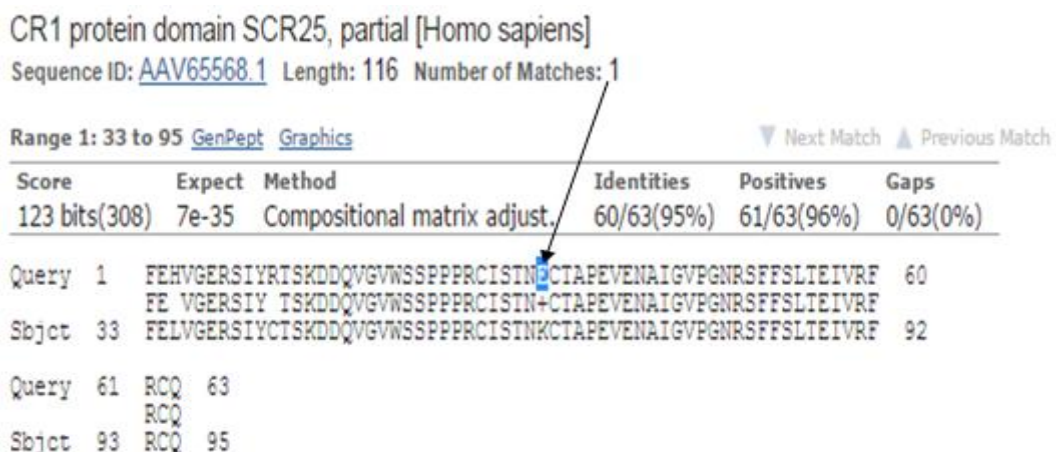 CR1 protein domain SCR25, partial [Homo sapiens]
Sequence ID: AAV65568.1 Length: 116 Number of Matches: 1
Range 1: 33 to 95 GenPept Graphics ▼ Next Match ▲ Previous Match
Score Expect Method Identities Positives Gaps
123 bits(308) 7e-35 Compositional matrix adjust. 60/63(95%) 61/63(96%) 0/63(0%)
Query 1 FEHVGERSIYRTSKDDQVGVWSSPPPRCISTNECTAPEVENAIGVPGNRSFFSLTEIVRF 60
FE VGERSIY TSKDDQVGVWSSPPPRCISTN+CTAPEVENAIGVPGNRSFFSLTEIVRF
Sbjct 33 FELVGERSIYCTSKDDQVGVWSSPPPRCISTNKCTAPEVENAIGVPGNRSFFSLTEIVRF 92
Query 61 RCQ 63
RCQ
Sbjct 93 RCQ 95